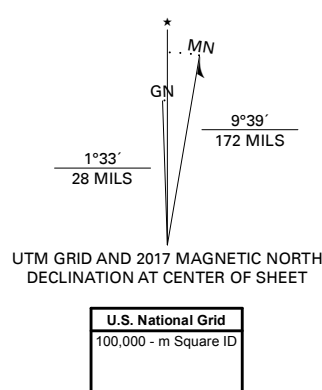 ★
MN
GN
9°39´
172 MILS
1°33´
28 MILS
UTM GRID AND 2017 MAGNETIC NORTH
DECLINATION AT CENTER OF SHEET
U.S. National Grid
100,000 - m Square ID